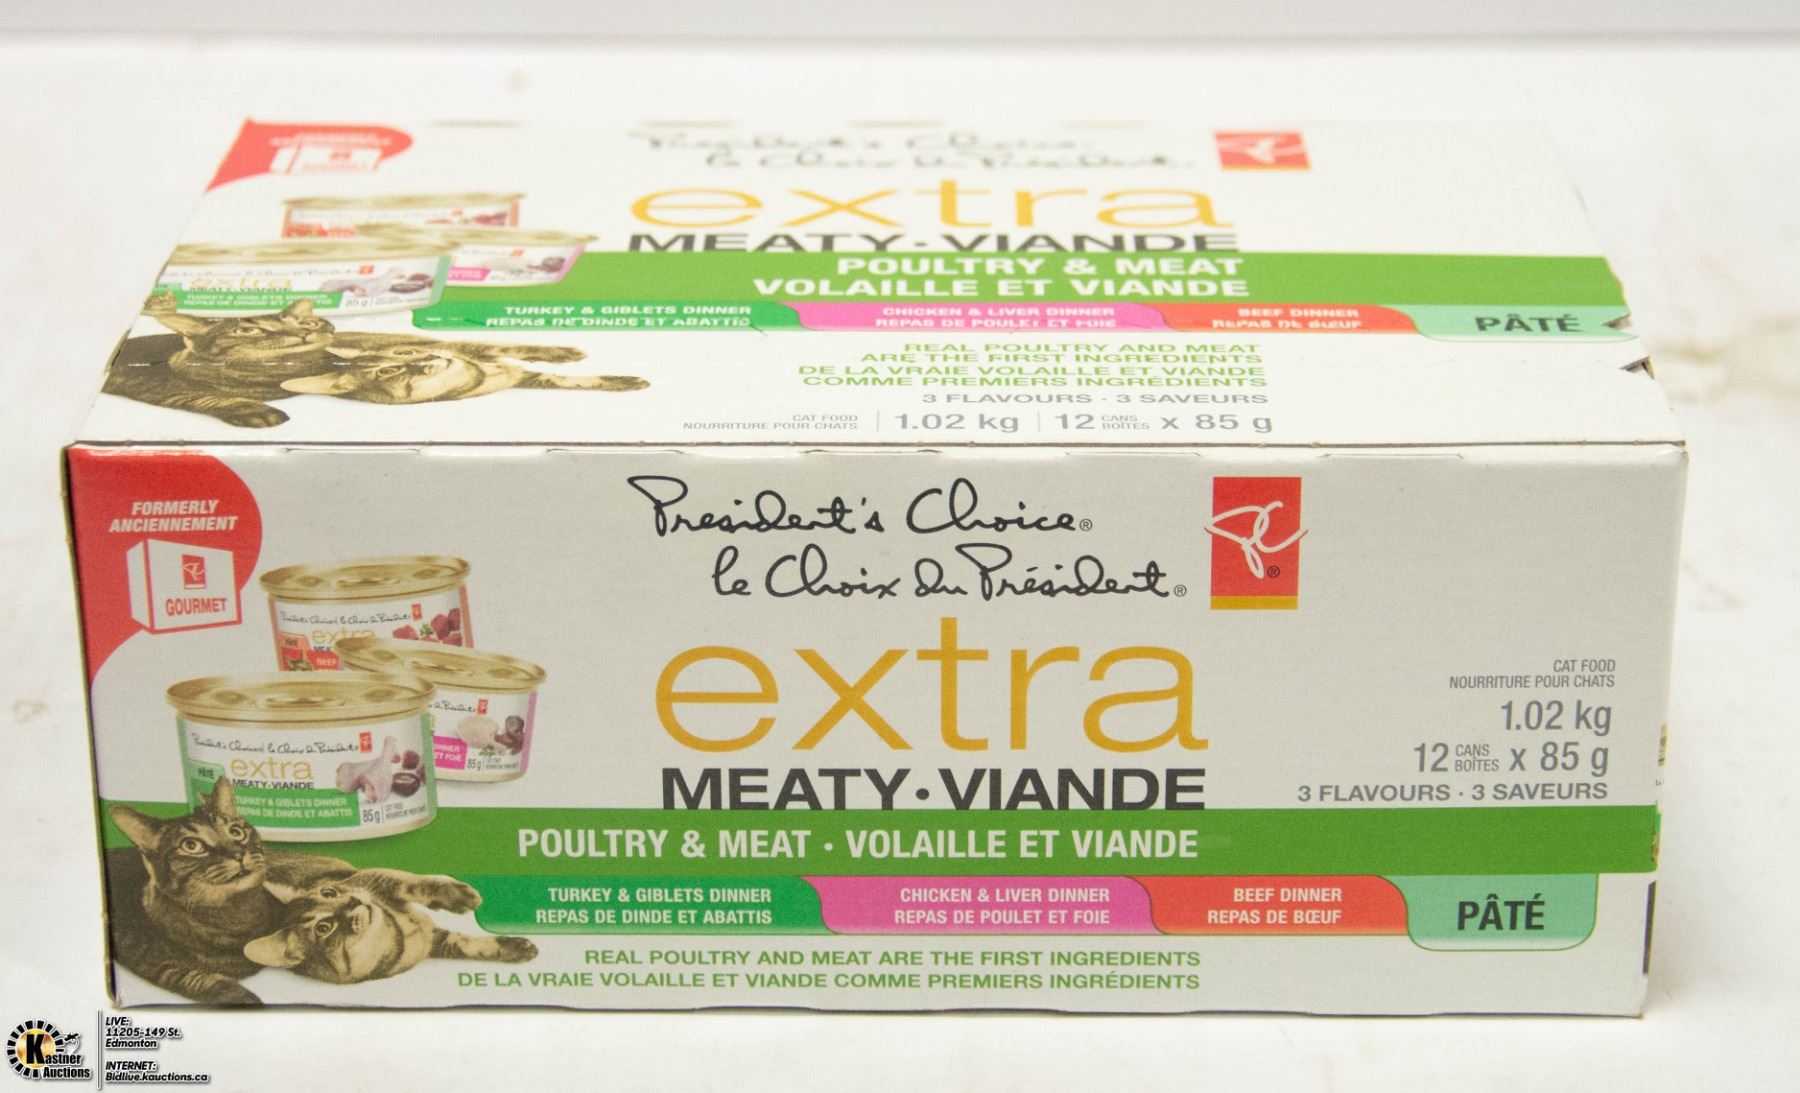 President's Choice
le Choix du Président
extra
MEATY·VIANDE
POULTRY & MEAT
VOLAILLE ET VIANDE
TURKEY & GIBLETS DINNER
REPAS DE DINDE ET ABATTIS
CHICKEN & LIVER DINNER
REPAS DE POULET ET FOIE
BEEF DINNER
REPAS DE BŒUF
PÂTÉ
REAL POULTRY AND MEAT
ARE THE FIRST INGREDIENTS
DE LA VRAIE VOLAILLE ET VIANDE
COMME PREMIERS INGRÉDIENTS
3 FLAVOURS · 3 SAVEURS
CAT FOOD
NOURRITURE POUR CHATS
1.02 kg
12 CANS BOÎTES x 85 g
FORMERLY
ANCIENNEMENT
GOURMET
President's Choice®
le Choix du Président®
extra
MEATY·VIANDE
CAT FOOD
NOURRITURE POUR CHATS
1.02 kg
12 CANS BOÎTES x 85 g
3 FLAVOURS · 3 SAVEURS
extra
BEEF
PÂTÉ
extra
MEATY·VIANDE
TURKEY & GIBLETS DINNER
REPAS DE DINDE ET ABATTIS
85 g
DINNER
ET FOIE
85 g
POULTRY & MEAT · VOLAILLE ET VIANDE
TURKEY & GIBLETS DINNER
REPAS DE DINDE ET ABATTIS
CHICKEN & LIVER DINNER
REPAS DE POULET ET FOIE
BEEF DINNER
REPAS DE BŒUF
PÂTÉ
REAL POULTRY AND MEAT ARE THE FIRST INGREDIENTS
DE LA VRAIE VOLAILLE ET VIANDE COMME PREMIERS INGRÉDIENTS
Kastner
Auctions
LIVE:
11205-149 St.
Edmonton
INTERNET:
Bidlive.kauctions.ca